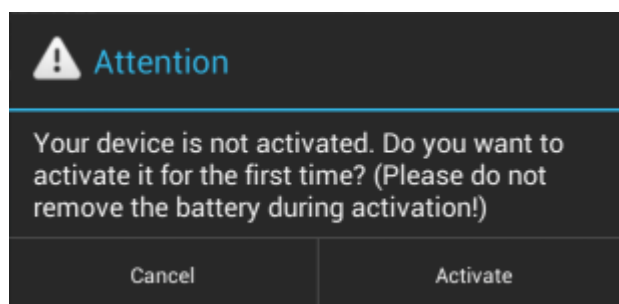 Attention
Your device is not activated. Do you want to
activate it for the first time? (Please do not
remove the battery during activation!)
Cancel
Activate